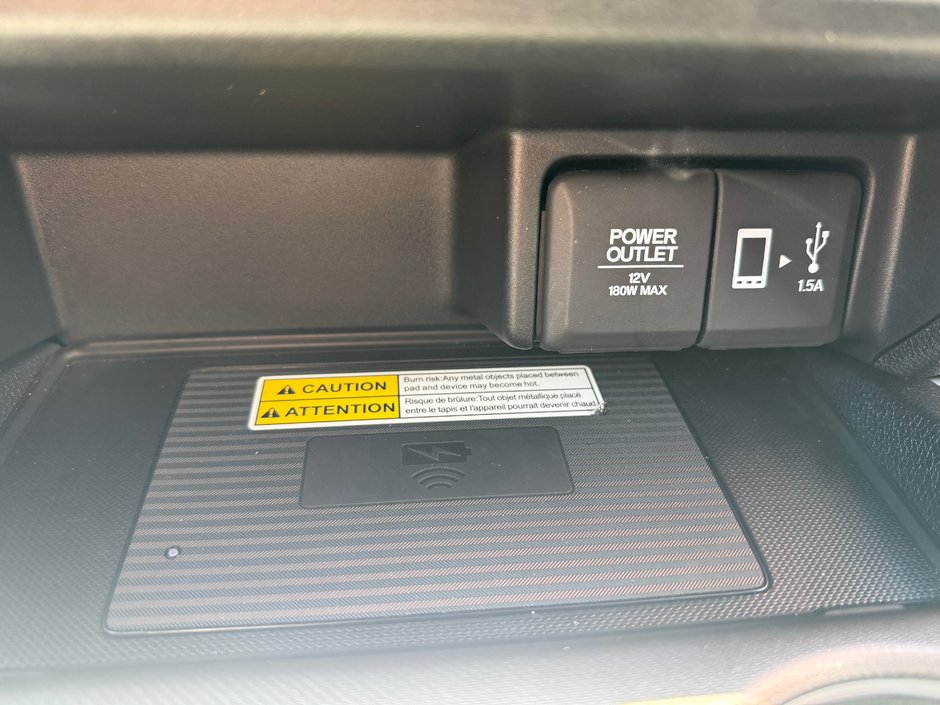 POWER
OUTLET
12V
180W MAX
1.5A
CAUTION
Burn risk:Any metal objects placed between
pad and device may become hot.
ATTENTION
Risque de brûlure:Tout objet métallique placé
entre le tapis et l'appareil pourrait devenir chaud.